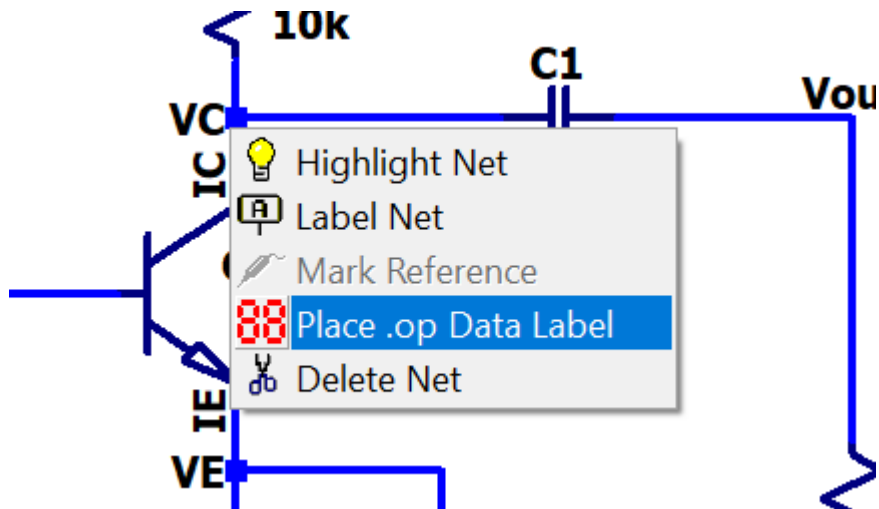 10k
C1
Vou
VC
IC
Highlight Net
A Label Net
Mark Reference
88 Place .op Data Label
Delete Net
IE
VE